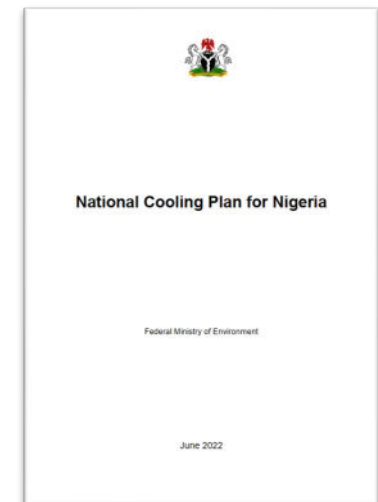 National Cooling Plan for Nigeria
Federal Ministry of Environment
June 2022